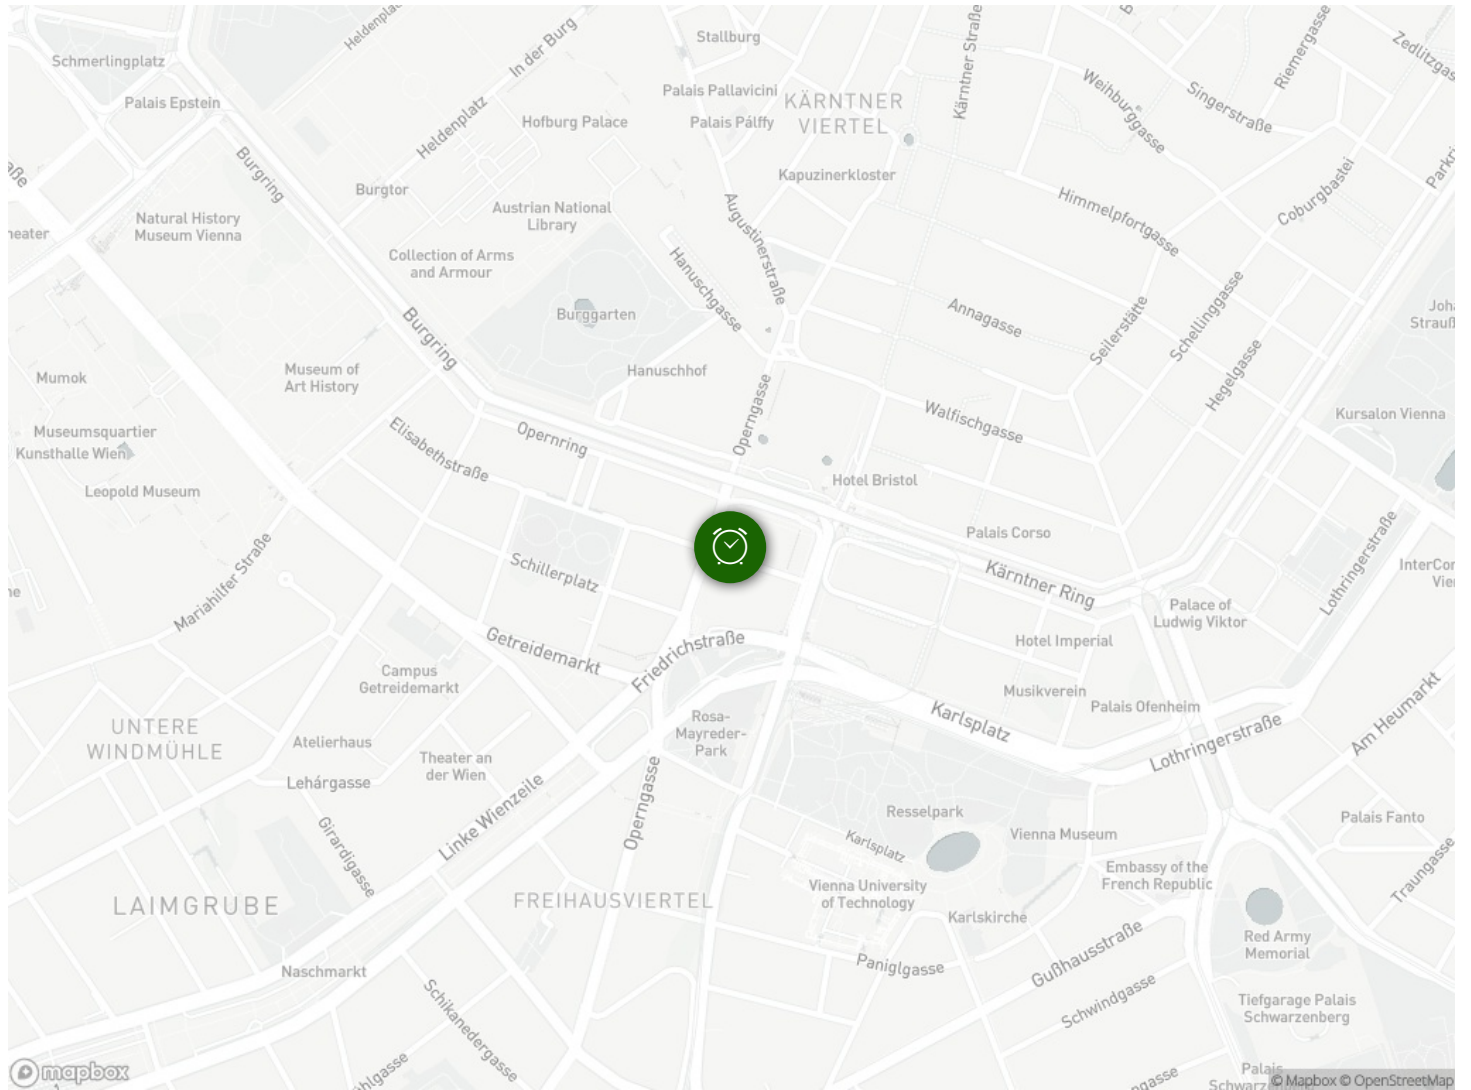 Schmerlingplatz
Heldenplatz
In der Burg
Stallburg
Kärntner Straße
Riemergasse
Palais Epstein
Heldenplatz
Hofburg Palace
Palais Pallavicini
Palais Pálffy
KÄRNTNER
VIERTEL
Weihburggasse
Singerstraße
Burgring
Burgtor
Kapuzinerkloster
Coburgbastei
Natural History
Museum Vienna
Austrian National
Library
Augustinerstraße
Himmelpfortgasse
Collection of Arms
and Armour
Hanuschgasse
Burggarten
Annagasse
Seilerstätte
Schellinggasse
Burgring
Mumok
Museum of
Art History
Hanuschhof
Operngasse
Hegelgasse
Walfischgasse
Kursalon Vienna
Museumsquartier
Kunsthalle Wien
Elisabethstraße
Opernring
Leopold Museum
Hotel Bristol
Palais Corso
Kärntner Ring
Lothringerstraße
Mariahilfer Straße
Schillerplatz
Palace of
Ludwig Viktor
Hotel Imperial
Getreidemarkt
Friedrichstraße
Campus
Getreidemarkt
Musikverein
Palais Ofenheim
Karlsplatz
Lothringerstraße
Am Heumarkt
UNTERE
WINDMÜHLE
Atelierhaus
Theater an
der Wien
Rosa-
Mayreder-
Park
Lehárgasse
Linke Wienzeile
Operngasse
Girardigasse
Resselpark
Karlsplatz
Vienna Museum
Palais Fanto
Embassy of the
French Republic
Traungasse
LAIMGRUBE
FREIHAUSVIERTEL
Vienna University
of Technology
Karlskirche
Red Army
Memorial
Naschmarkt
Paniglgasse
Gußhausstraße
Schikanedergasse
Schwindgasse
Tiefgarage Palais
Schwarzenberg
Palais
mapbox
© Mapbox © OpenStreetMap